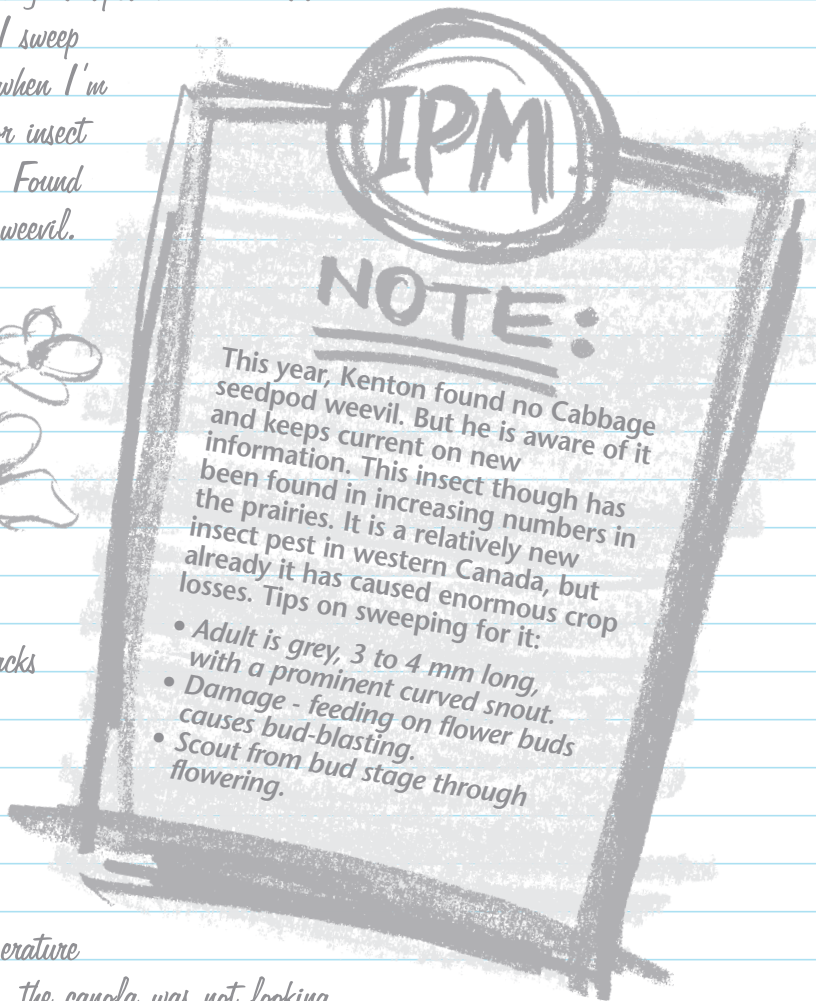 I sweep
when I'm
insect
Found
weevil.
IPM
NOTE:
This year, Kenton found no Cabbage
seedpod weevil. But he is aware of it
and keeps current on new
information. This insect though has
been found in increasing numbers in
the prairies. It is a relatively new
insect pest in western Canada, but
already it has caused enormous crop
losses. Tips on sweeping for it:
• Adult is grey, 3 to 4 mm long,
with a prominent curved snout.
• Damage - feeding on flower buds
causes bud-blasting.
• Scout from bud stage through
flowering.
the canola was not looking